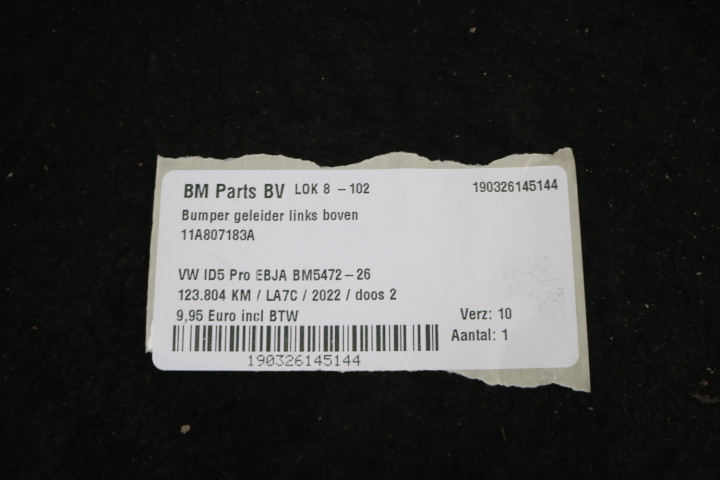 BM Parts BV LOK 8 - 102 190326145144
Bumper geleider links boven
11A807183A
VW ID5 Pro EBJA BM5472-26
123.804 KM / LA7C / 2022 / doos 2
9,95 Euro incl BTW Verz: 10
Aantal: 1
190326145144